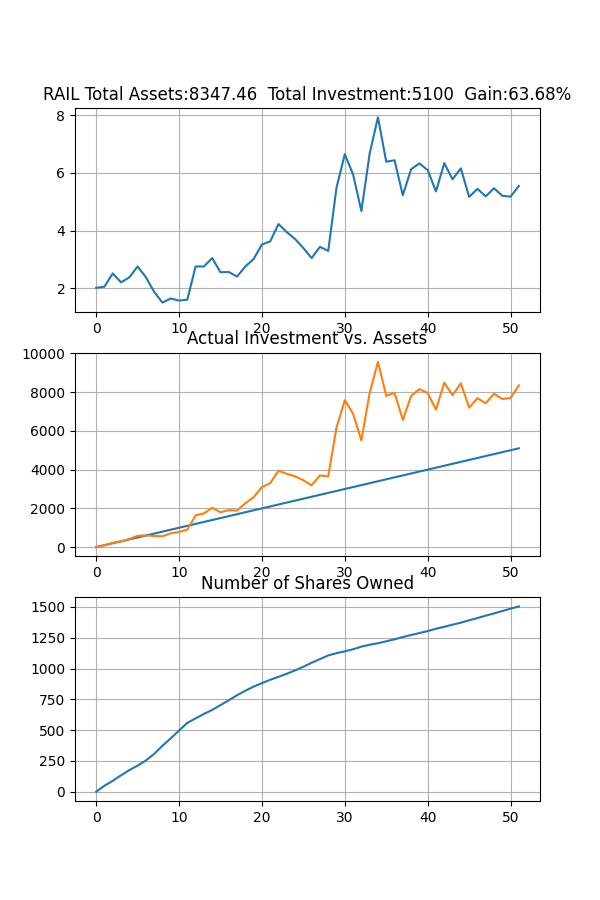 RAIL Total Assets:8347.46  Total Investment:5100  Gain:63.68%
8
6
4
2
0 10 20 30 40 50
Actual Investment vs. Assets
10000
8000
6000
4000
2000
0
0 10 20 30 40 50
Number of Shares Owned
1500
1250
1000
750
500
250
0
0 10 20 30 40 50